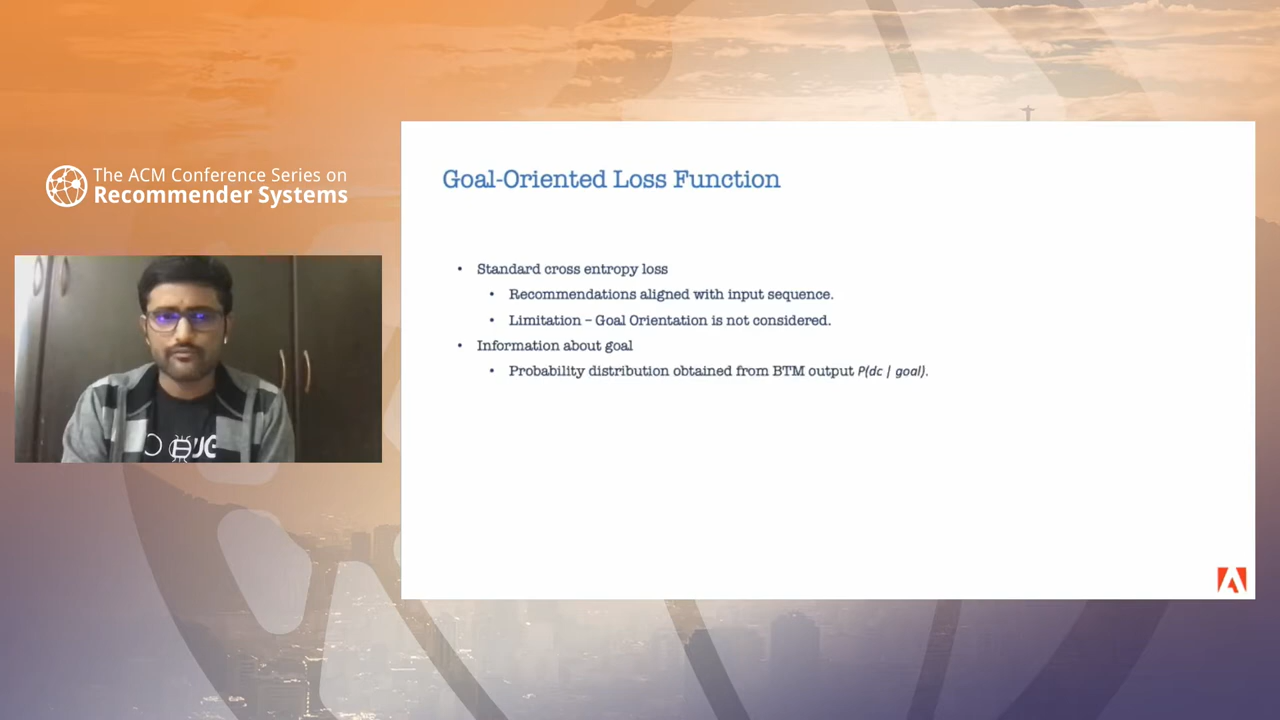 The ACM Conference Series on
Recommender Systems
Goal-Oriented Loss Function
• Standard cross entropy loss
• Recommendations aligned with input sequence.
• Limitation – Goal Orientation is not considered.
• Information about goal
• Probability distribution obtained from BTM output P(dc | goal).